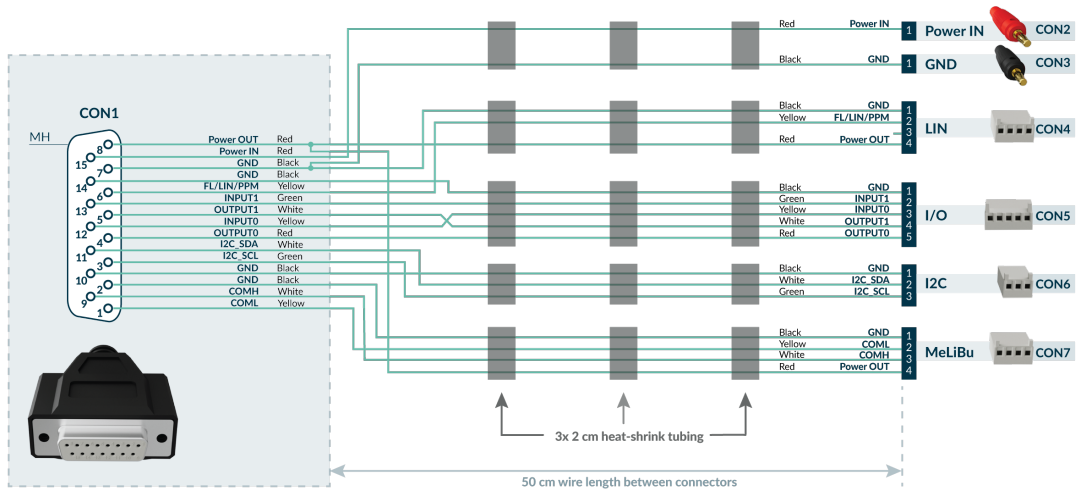 CON1
MH
8
15
7
14
6
13
5
12
4
11
3
10
2
9
1
Power OUT Red
Power IN Red
GND Black
GND Black
FL/LIN/PPM Yellow
INPUT1 Green
OUTPUT1 White
INPUT0 Yellow
OUTPUT0 Red
I2C_SDA White
I2C_SCL Green
GND Black
GND Black
COMH White
COML Yellow
Red Power IN 1 Power IN CON2
Black GND 1 GND CON3
Black GND 1
Yellow FL/LIN/PPM 2
3
Red Power OUT 4
LIN CON4
Black GND 1
Green INPUT1 2
Yellow INPUT0 3
White OUTPUT1 4
Red OUTPUT0 5
I/O CON5
Black GND 1
White I2C_SDA 2
Green I2C_SCL 3
I2C CON6
Black GND 1
Yellow COML 2
White COMH 3
Red Power OUT 4
MeLiBu CON7
3x 2 cm heat-shrink tubing
50 cm wire length between connectors